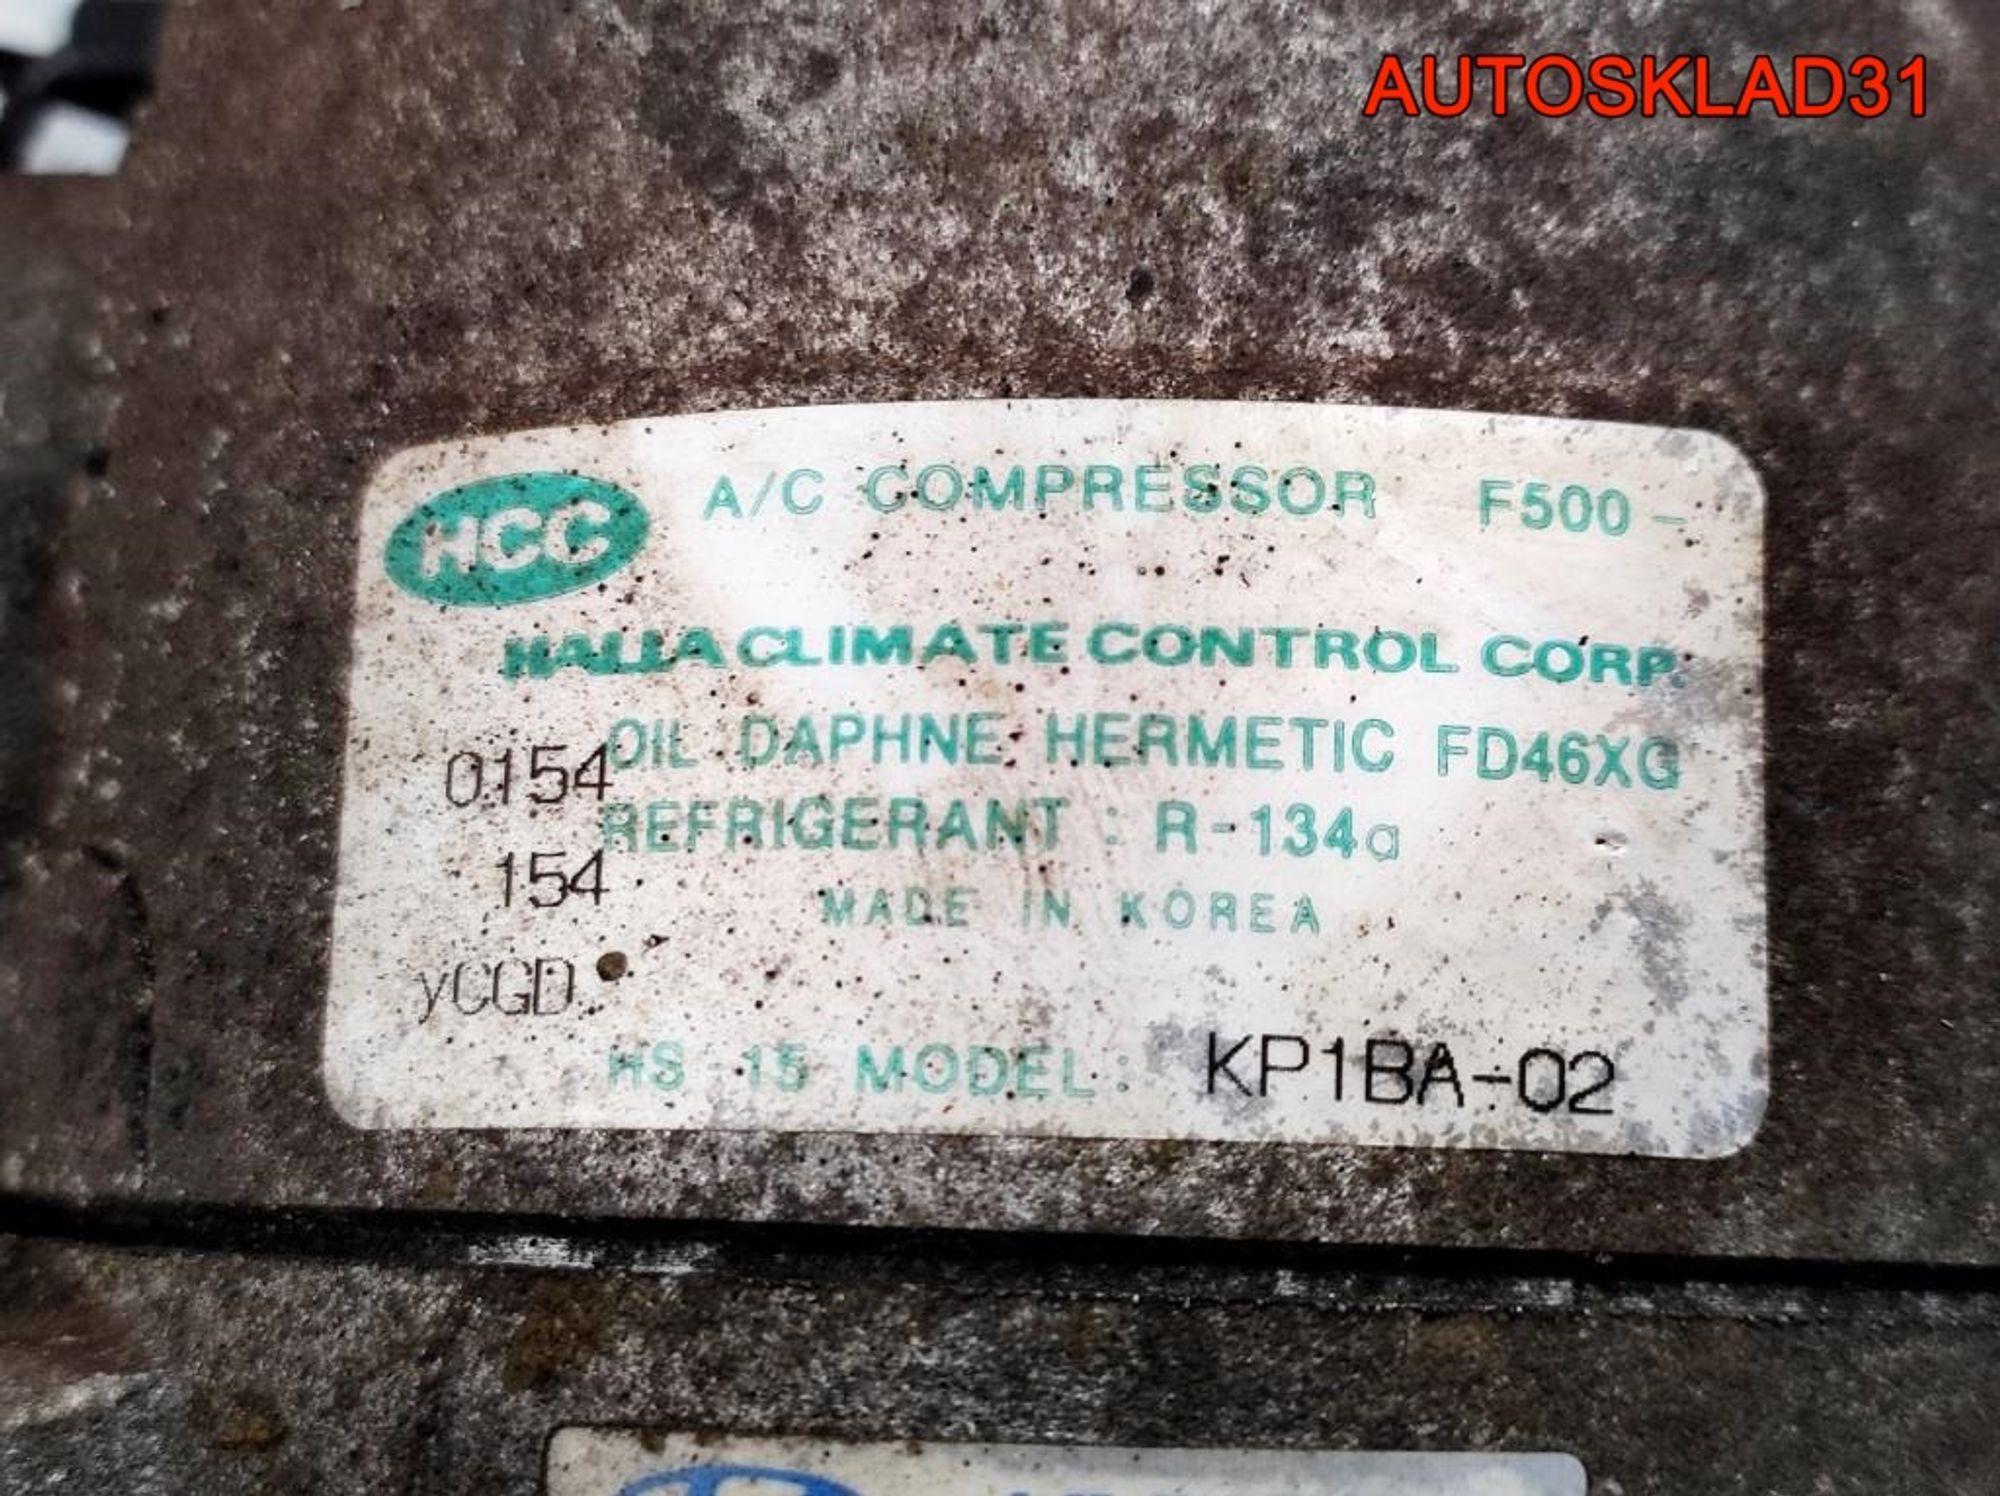 AUTOSKLAD31
HCC A/C COMPRESSOR F500-
HALLA CLIMATE CONTROL CORP.
OIL DAPHNE HERMETIC FD46XG
0154
REFRIGERANT : R-134a
154
MADE IN KOREA
yCGD
HS-15 MODEL: KP1BA-02